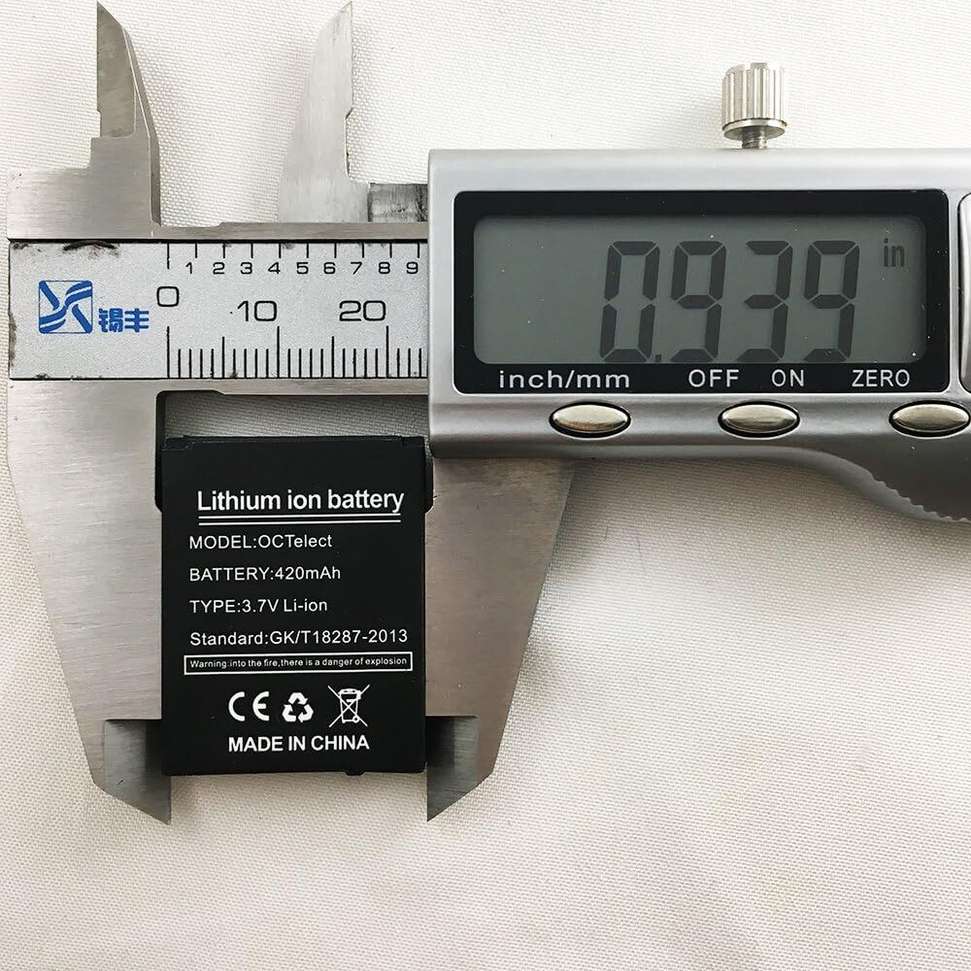 1 2 3 4 5 6 7 8 9
0 10 20
锡丰
0.939 in
inch/mm OFF ON ZERO
Lithium ion battery
MODEL:OCTelect
BATTERY:420mAh
TYPE:3.7V Li-ion
Standard:GK/T18287-2013
Warning:into the fire,there is a danger of explosion
CE
MADE IN CHINA